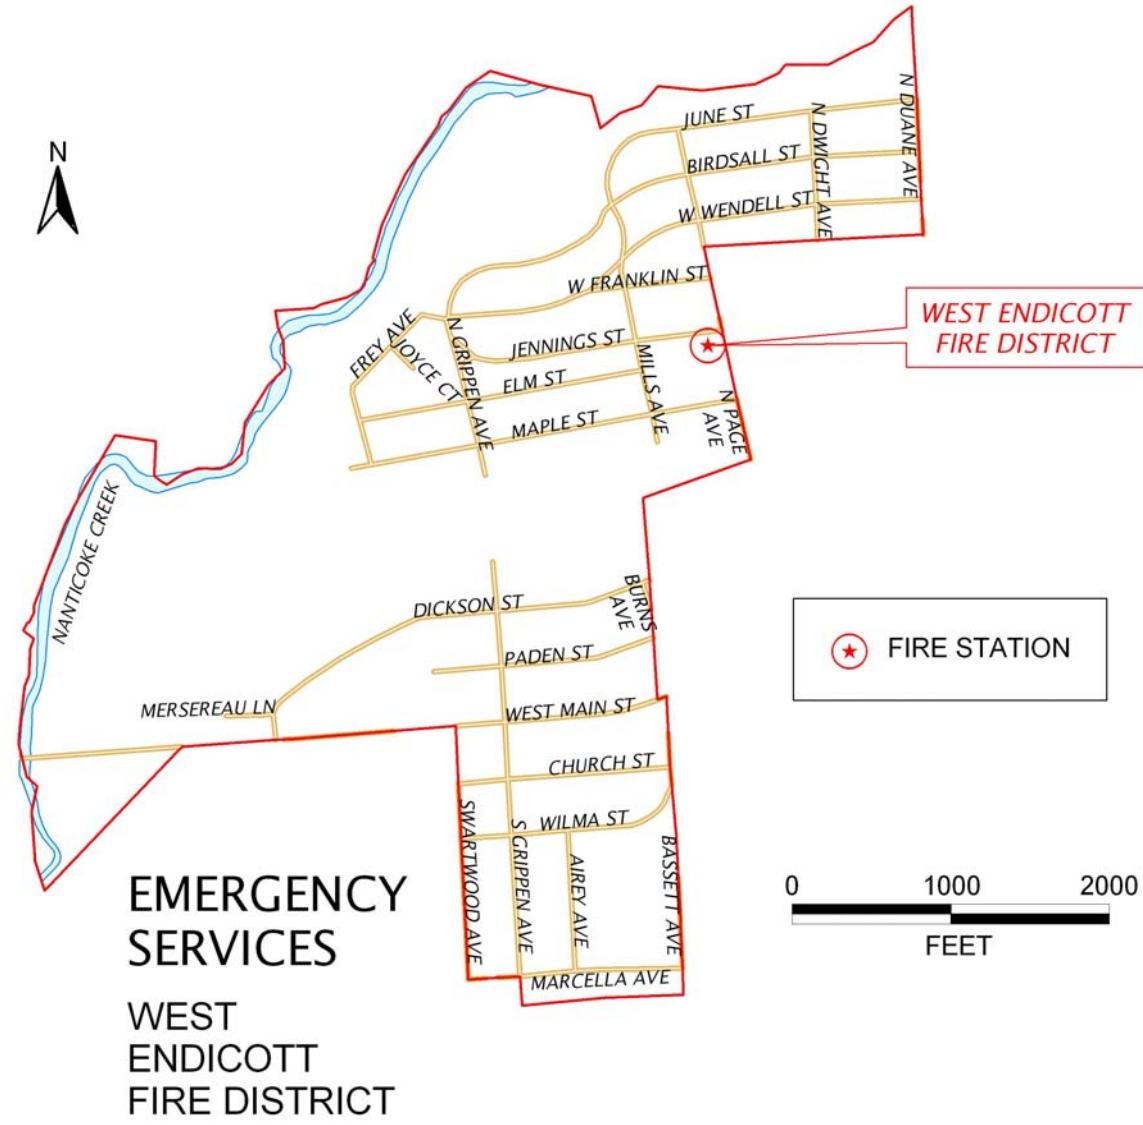 N
JUNE ST
N DUANE AVE
BIRDSALL ST
N DWIGHT AVE
W WENDELL ST
W FRANKLIN ST
WEST ENDICOTT
FIRE DISTRICT
FREY AVE
JOYCE CT
N GRIPPEN AVE
JENNINGS ST
ELM ST
MILLS AVE
MAPLE ST
N PAGE
AVE
NANTICOKE CREEK
DICKSON ST
BURNS
AVE
FIRE STATION
PADEN ST
MERSEREAU LN
WEST MAIN ST
CHURCH ST
WILMA ST
SWARTWOOD AVE
S GRIPPEN AVE
AIREY AVE
BASSETT AVE
MARCELLA AVE
0 1000 2000
FEET
EMERGENCY
SERVICES
WEST
ENDICOTT
FIRE DISTRICT